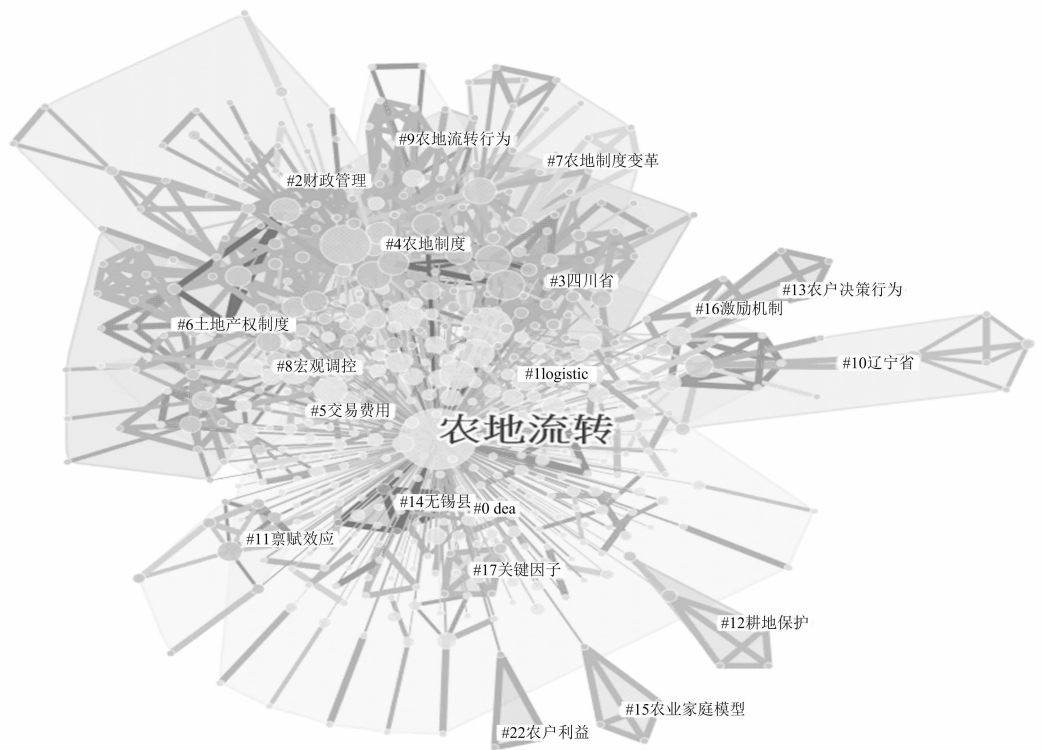 #9农地流转行为
#7农地制度变革
#2财政管理
#4农地制度
#3四川省
#13农户决策行为
#16激励机制
#6土地产权制度
#8宏观调控
#10辽宁省
#1logistic
#5交易费用
农地流转
#14无锡县
#0 dea
#11禀赋效应
#17关键因子
#12耕地保护
#15农业家庭模型
#22农户利益